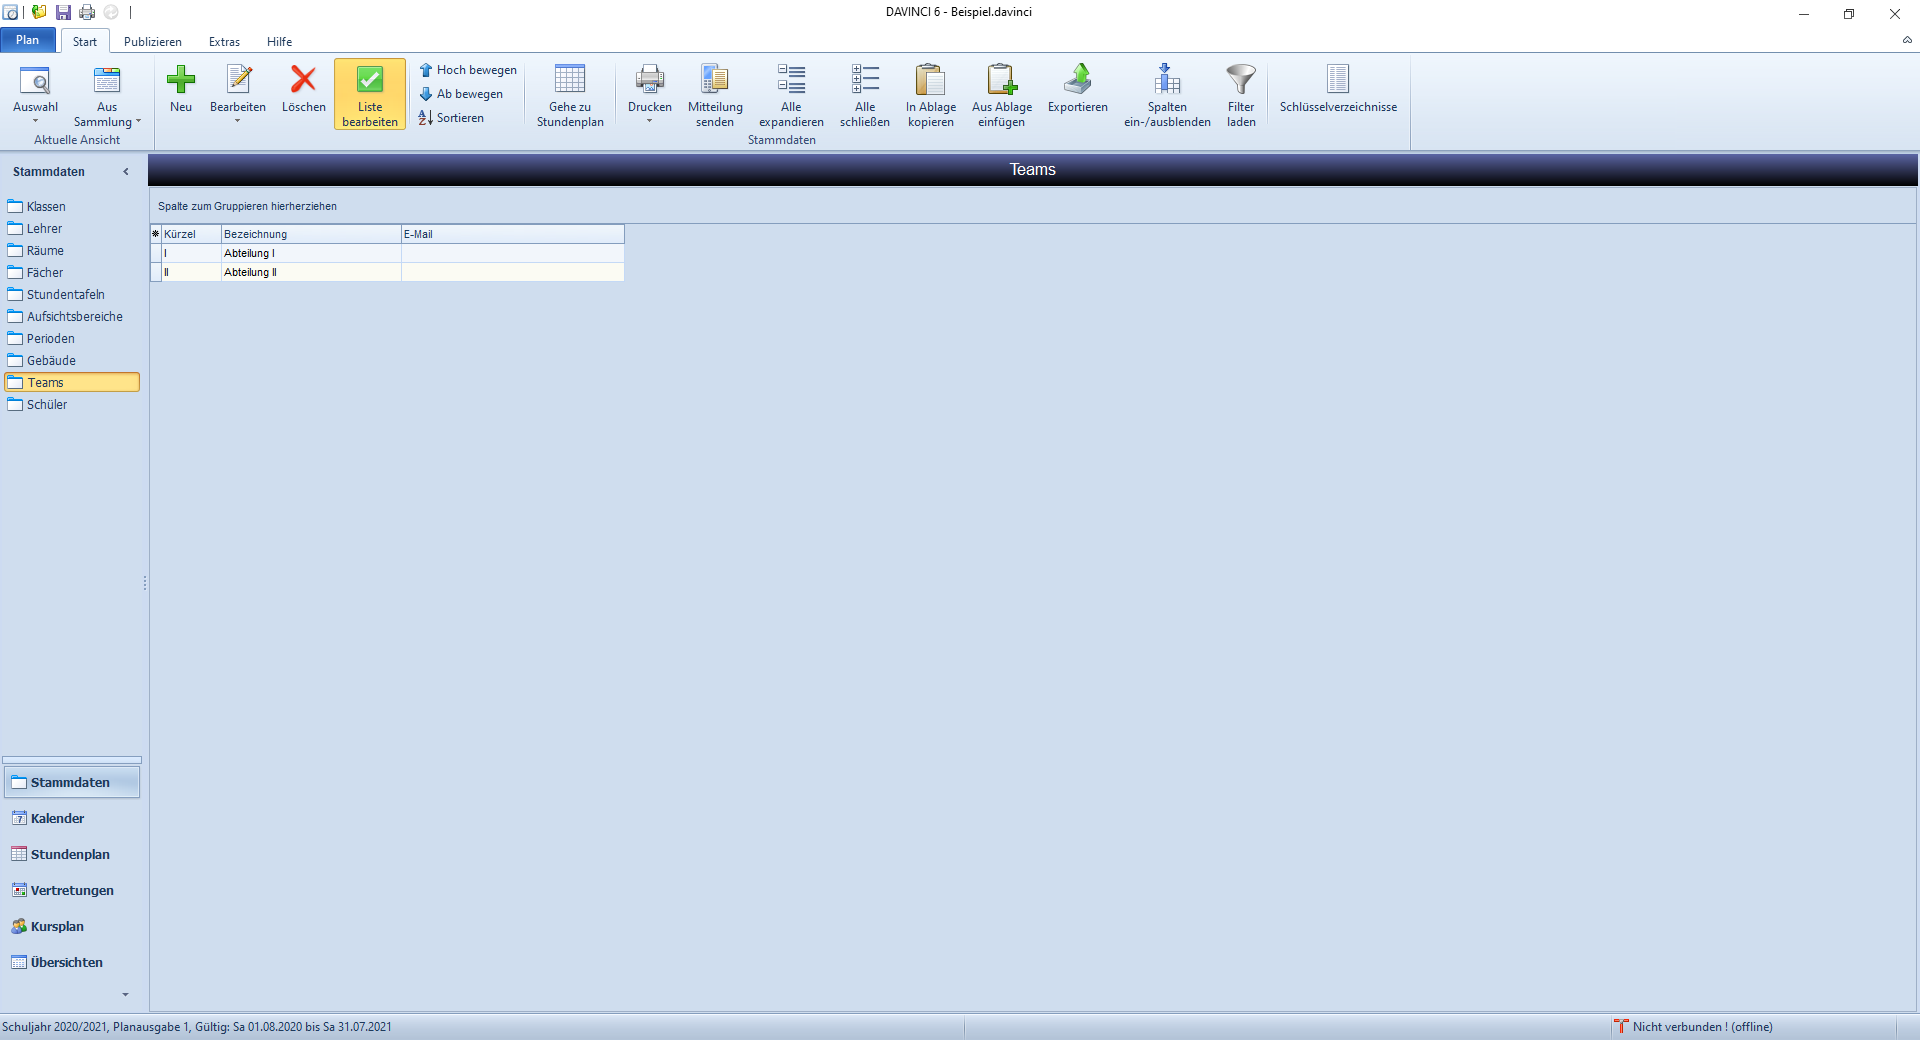 DAVINCI 6 - Beispiel.davinci
Plan
Start
Publizieren
Extras
Hilfe
Auswahl
Aus
Sammlung
Aktuelle Ansicht
Neu
Bearbeiten
Löschen
Liste
bearbeiten
Hoch bewegen
Ab bewegen
Sortieren
Gehe zu
Stundenplan
Drucken
Mitteilung
senden
Alle
expandieren
Alle
schließen
In Ablage
kopieren
Aus Ablage
einfügen
Exportieren
Spalten
ein-/ausblenden
Filter
laden
Schlüsselverzeichnisse
Stammdaten
Stammdaten
Klassen
Lehrer
Räume
Fächer
Stundentafeln
Aufsichtsbereiche
Perioden
Gebäude
Teams
Schüler
Teams
Spalte zum Gruppieren hierherziehen
Kürzel Bezeichnung E-Mail
I Abteilung I
II Abteilung II
Stammdaten
Kalender
Stundenplan
Vertretungen
Kursplan
Übersichten
Schuljahr 2020/2021, Planausgabe 1, Gültig: Sa 01.08.2020 bis Sa 31.07.2021
Nicht verbunden ! (offline)